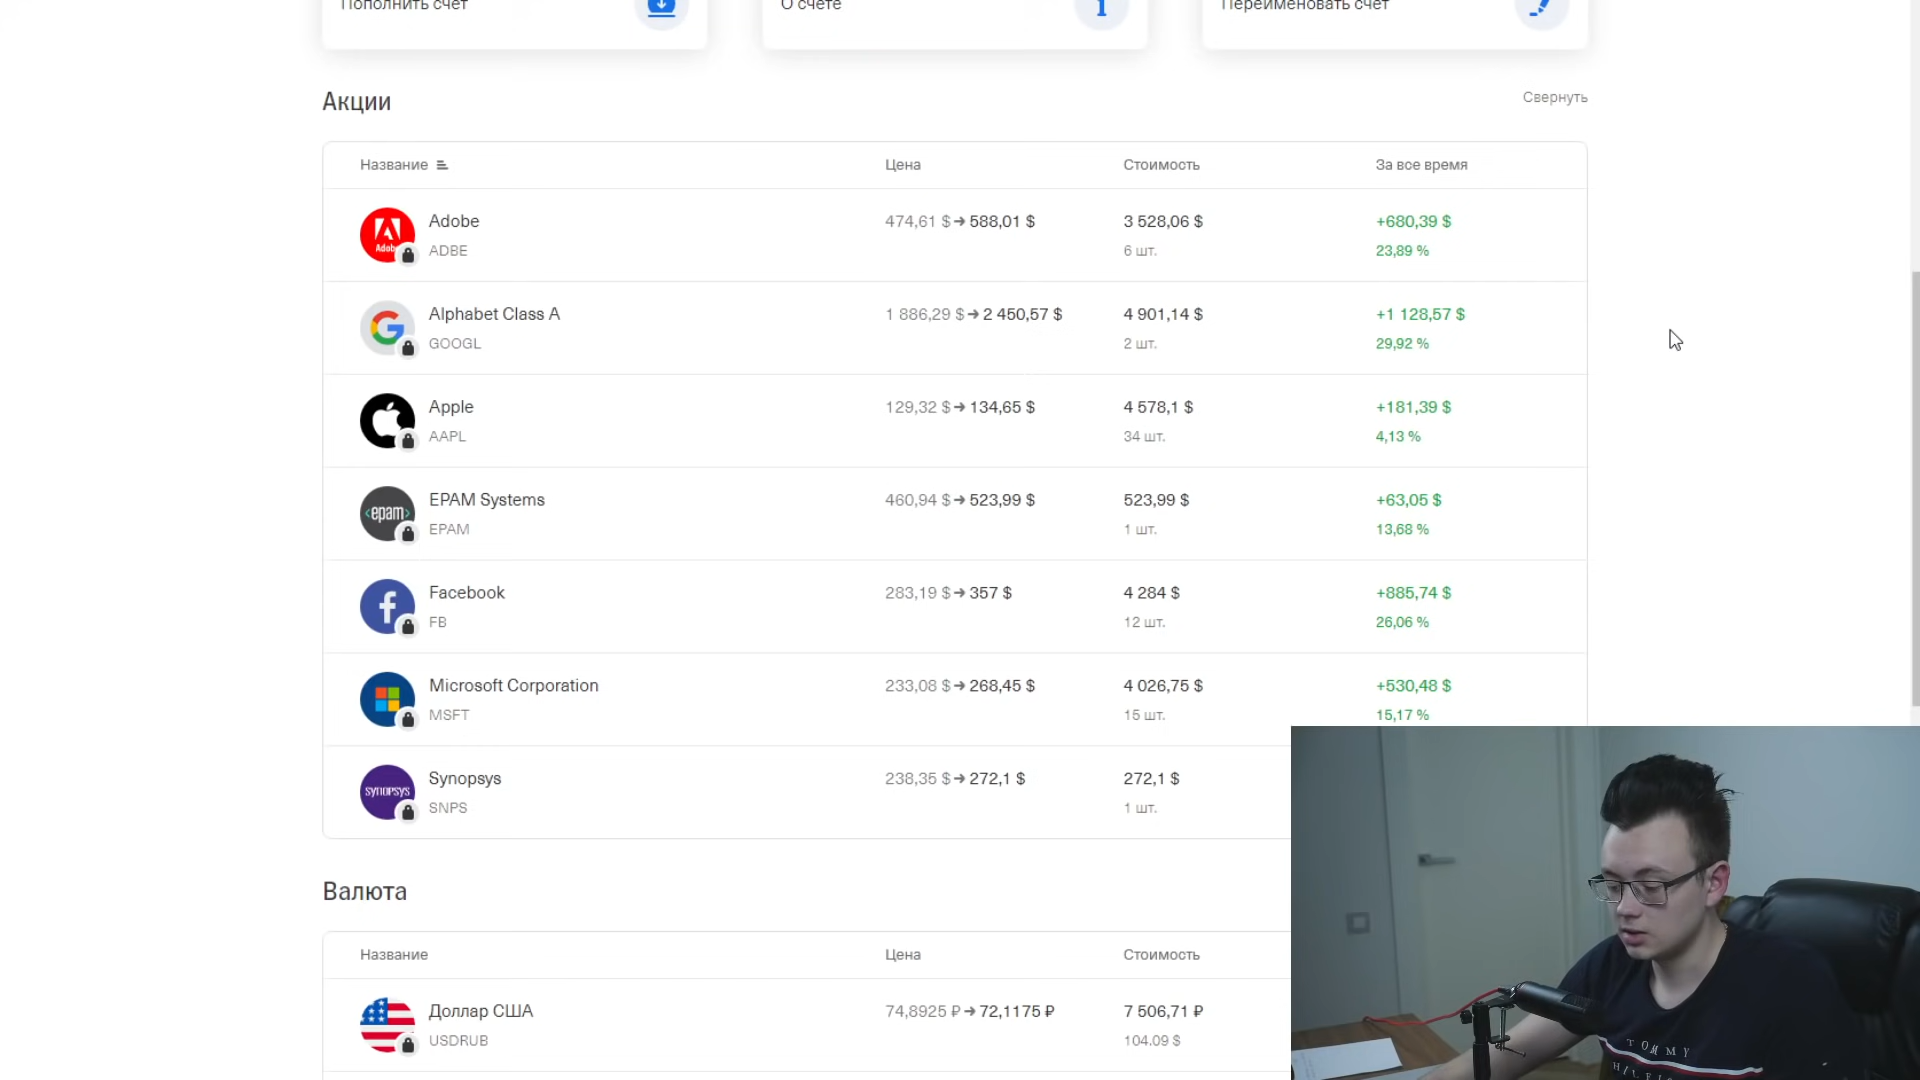 Пополнить счет
О счете
Переименовать счет
Акции
Свернуть
Название
Цена
Стоимость
За все время
Adobe
Adobe
ADBE
474,61 $ → 588,01 $
3 528,06 $
6 шт.
+680,39 $
23,89 %
Alphabet Class A
GOOGL
1 886,29 $ → 2 450,57 $
4 901,14 $
2 шт.
+1 128,57 $
29,92 %
Apple
AAPL
129,32 $ → 134,65 $
4 578,1 $
34 шт.
+181,39 $
4,13 %
<epam>
EPAM Systems
EPAM
460,94 $ → 523,99 $
523,99 $
1 шт.
+63,05 $
13,68 %
Facebook
FB
283,19 $ → 357 $
4 284 $
12 шт.
+885,74 $
26,06 %
Microsoft Corporation
MSFT
233,08 $ → 268,45 $
4 026,75 $
15 шт.
+530,48 $
15,17 %
SYNOPSYS
Synopsys
SNPS
238,35 $ → 272,1 $
272,1 $
1 шт.
Валюта
Название
Цена
Стоимость
Доллар США
USDRUB
74,8925 ₽ → 72,1175 ₽
7 506,71 ₽
104.09 $
TOMMY